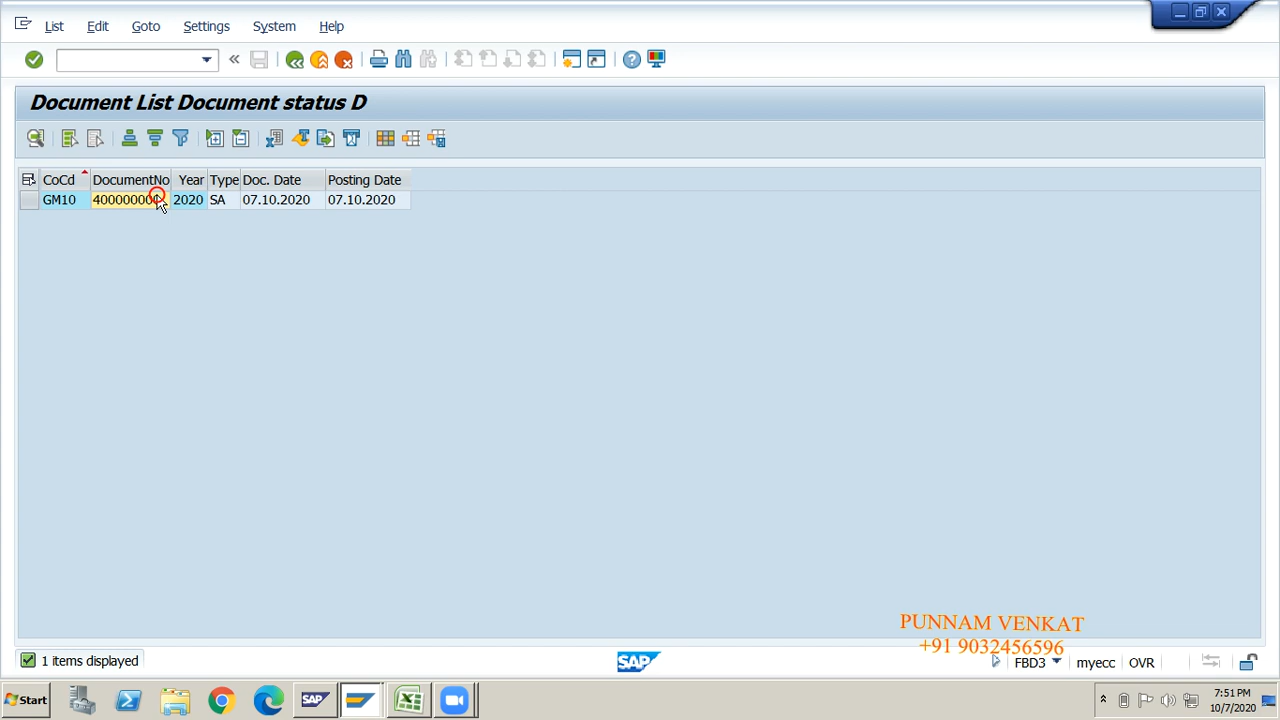 List Edit Goto Settings System Help
Document List Document status D
CoCd DocumentNo Year Type Doc. Date Posting Date
GM10 2020 SA 07.10.2020 07.10.2020
PUNNAM VENKAT
+91 9032456596
1 items displayed SAP FBD3 myecc OVR
Start SAP 7:51 PM
10/7/2020